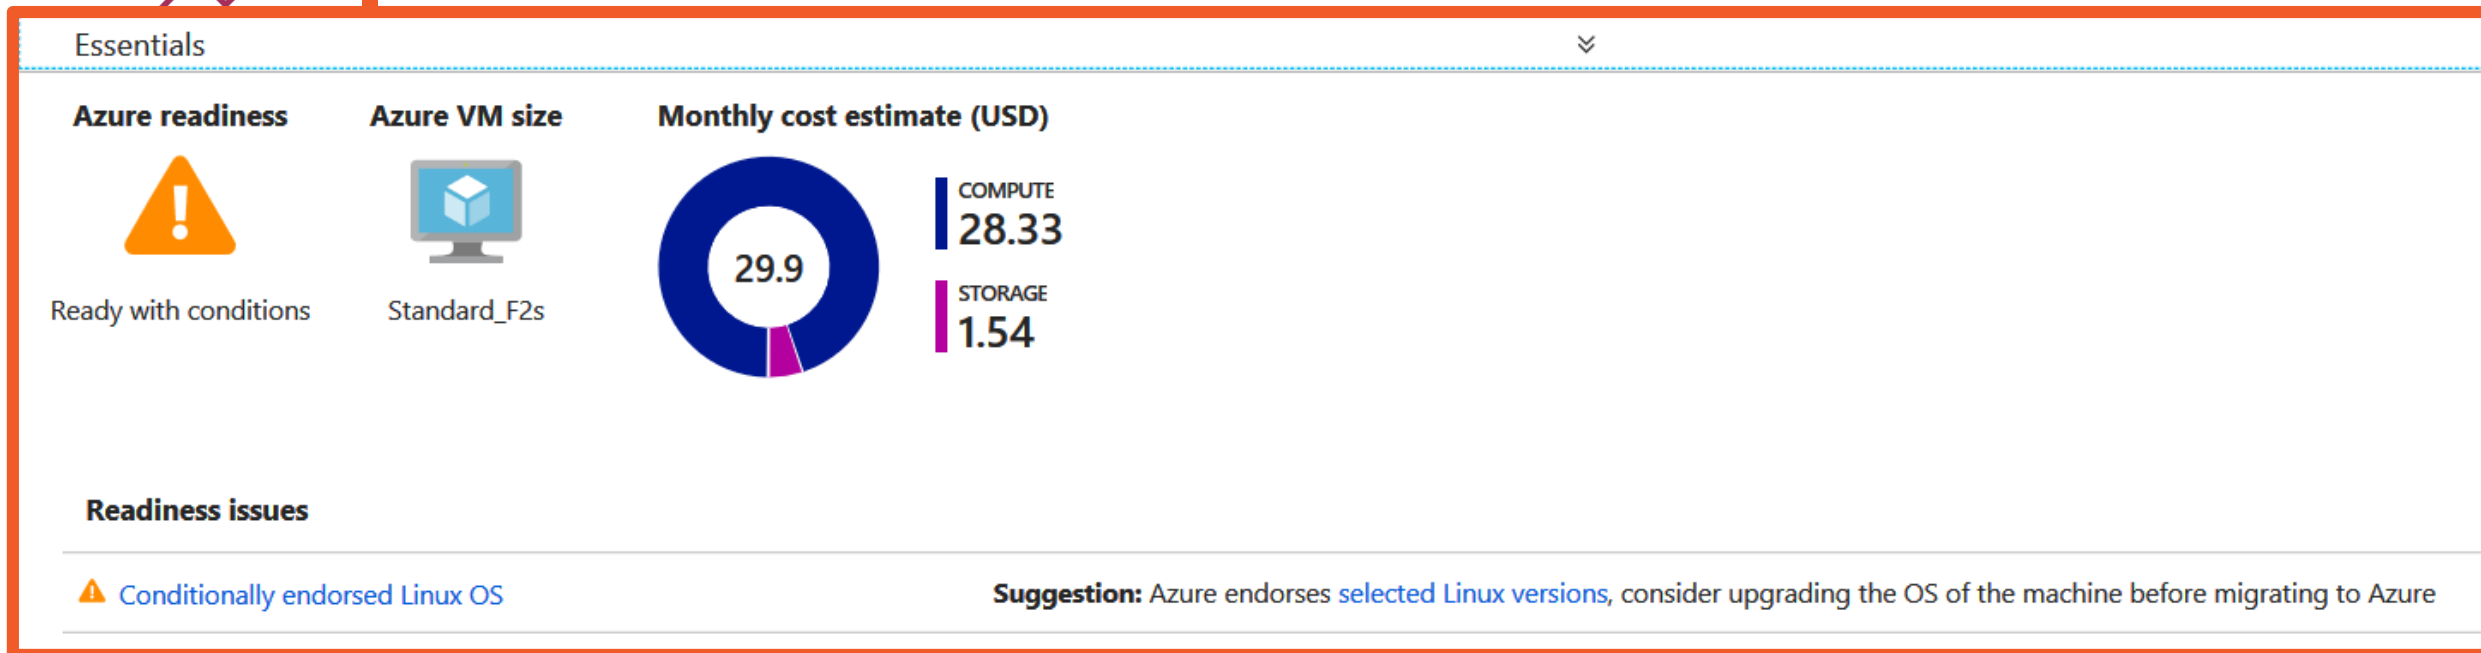 Essentials
Azure readiness
Azure VM size
Monthly cost estimate (USD)
29.9
COMPUTE
28.33
STORAGE
1.54
Ready with conditions
Standard_F2s
Readiness issues
Conditionally endorsed Linux OS
Suggestion: Azure endorses selected Linux versions, consider upgrading the OS of the machine before migrating to Azure